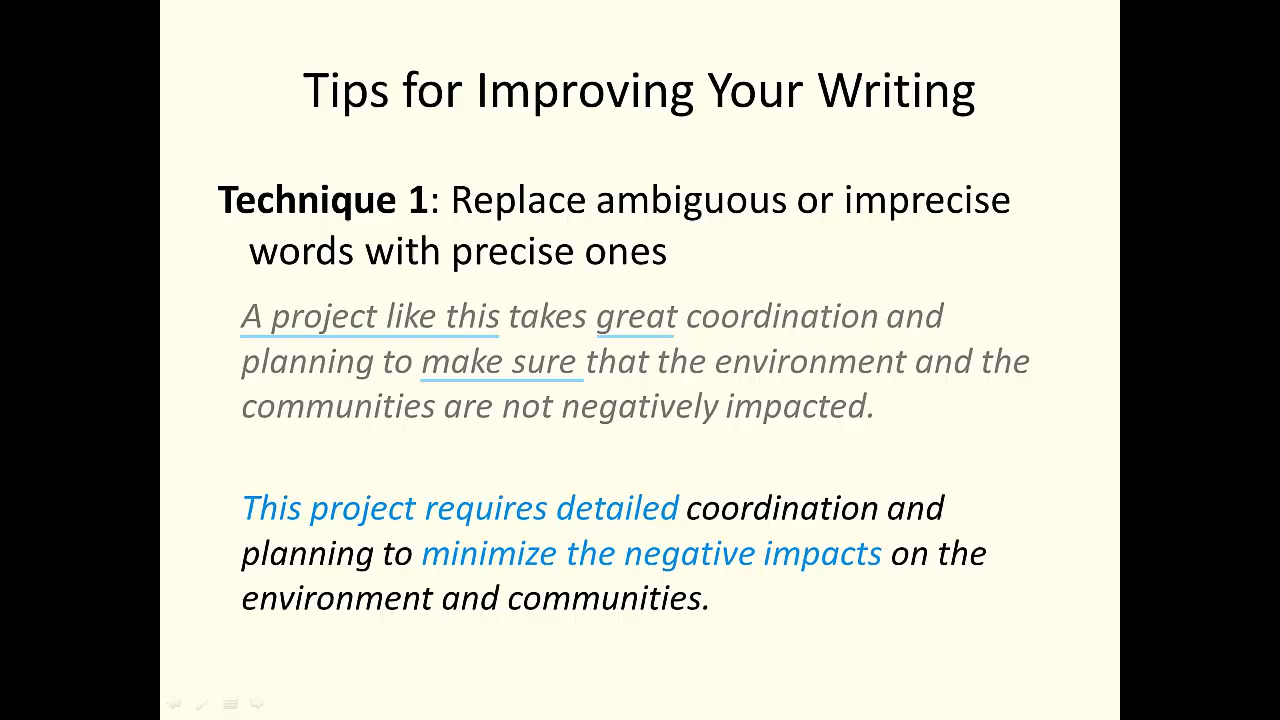 Tips for Improving Your Writing
Technique 1: Replace ambiguous or imprecise
words with precise ones
A project like this takes great coordination and
planning to make sure that the environment and the
communities are not negatively impacted.
This project requires detailed coordination and
planning to minimize the negative impacts on the
environment and communities.